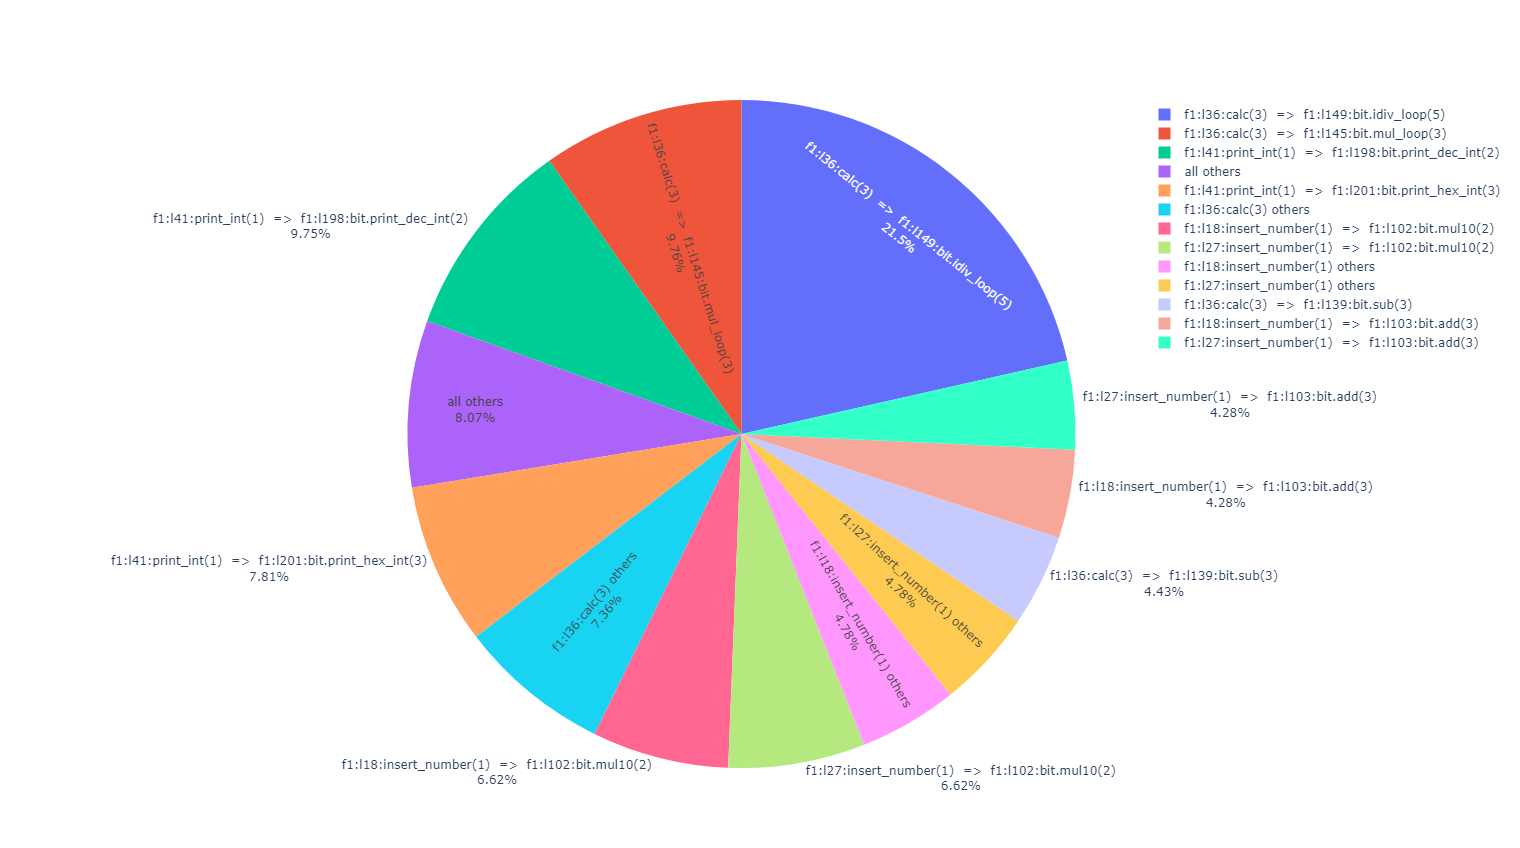 f1:l36:calc(3)  =>  f1:l149:bit.idiv_loop(5)
21.5%
f1:l36:calc(3)  =>  f1:l145:bit.mul_loop(3)
9.76%
f1:l41:print_int(1)  =>  f1:l198:bit.print_dec_int(2)
9.75%
all others
8.07%
f1:l41:print_int(1)  =>  f1:l201:bit.print_hex_int(3)
7.81%
f1:l36:calc(3) others
7.36%
f1:l18:insert_number(1)  =>  f1:l102:bit.mul10(2)
6.62%
f1:l27:insert_number(1)  =>  f1:l102:bit.mul10(2)
6.62%
f1:l18:insert_number(1) others
4.78%
f1:l27:insert_number(1) others
4.78%
f1:l36:calc(3)  =>  f1:l139:bit.sub(3)
4.43%
f1:l18:insert_number(1)  =>  f1:l103:bit.add(3)
4.28%
f1:l27:insert_number(1)  =>  f1:l103:bit.add(3)
4.28%
f1:l36:calc(3)  =>  f1:l149:bit.idiv_loop(5)
f1:l36:calc(3)  =>  f1:l145:bit.mul_loop(3)
f1:l41:print_int(1)  =>  f1:l198:bit.print_dec_int(2)
all others
f1:l41:print_int(1)  =>  f1:l201:bit.print_hex_int(3)
f1:l36:calc(3) others
f1:l18:insert_number(1)  =>  f1:l102:bit.mul10(2)
f1:l27:insert_number(1)  =>  f1:l102:bit.mul10(2)
f1:l18:insert_number(1) others
f1:l27:insert_number(1) others
f1:l36:calc(3)  =>  f1:l139:bit.sub(3)
f1:l18:insert_number(1)  =>  f1:l103:bit.add(3)
f1:l27:insert_number(1)  =>  f1:l103:bit.add(3)